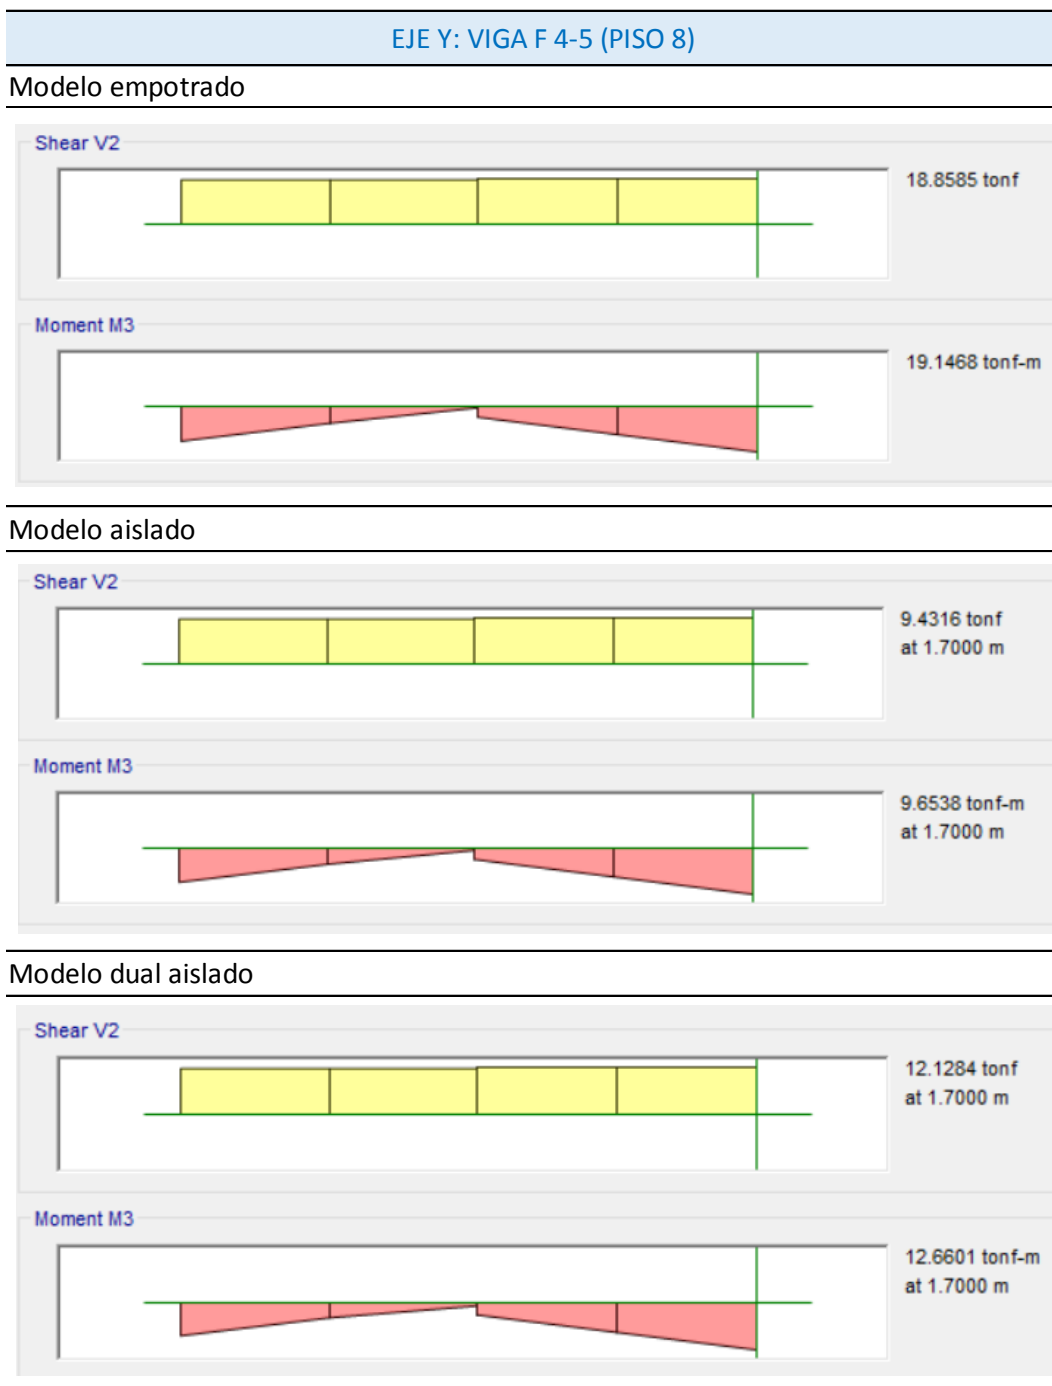 EJE Y: VIGA F 4-5 (PISO 8)
Modelo empotrado
Shear V2
18.8585 tonf
Moment M3
19.1468 tonf-m
Modelo aislado
Shear V2
9.4316 tonf
at 1.7000 m
Moment M3
9.6538 tonf-m
at 1.7000 m
Modelo dual aislado
Shear V2
12.1284 tonf
at 1.7000 m
Moment M3
12.6601 tonf-m
at 1.7000 m